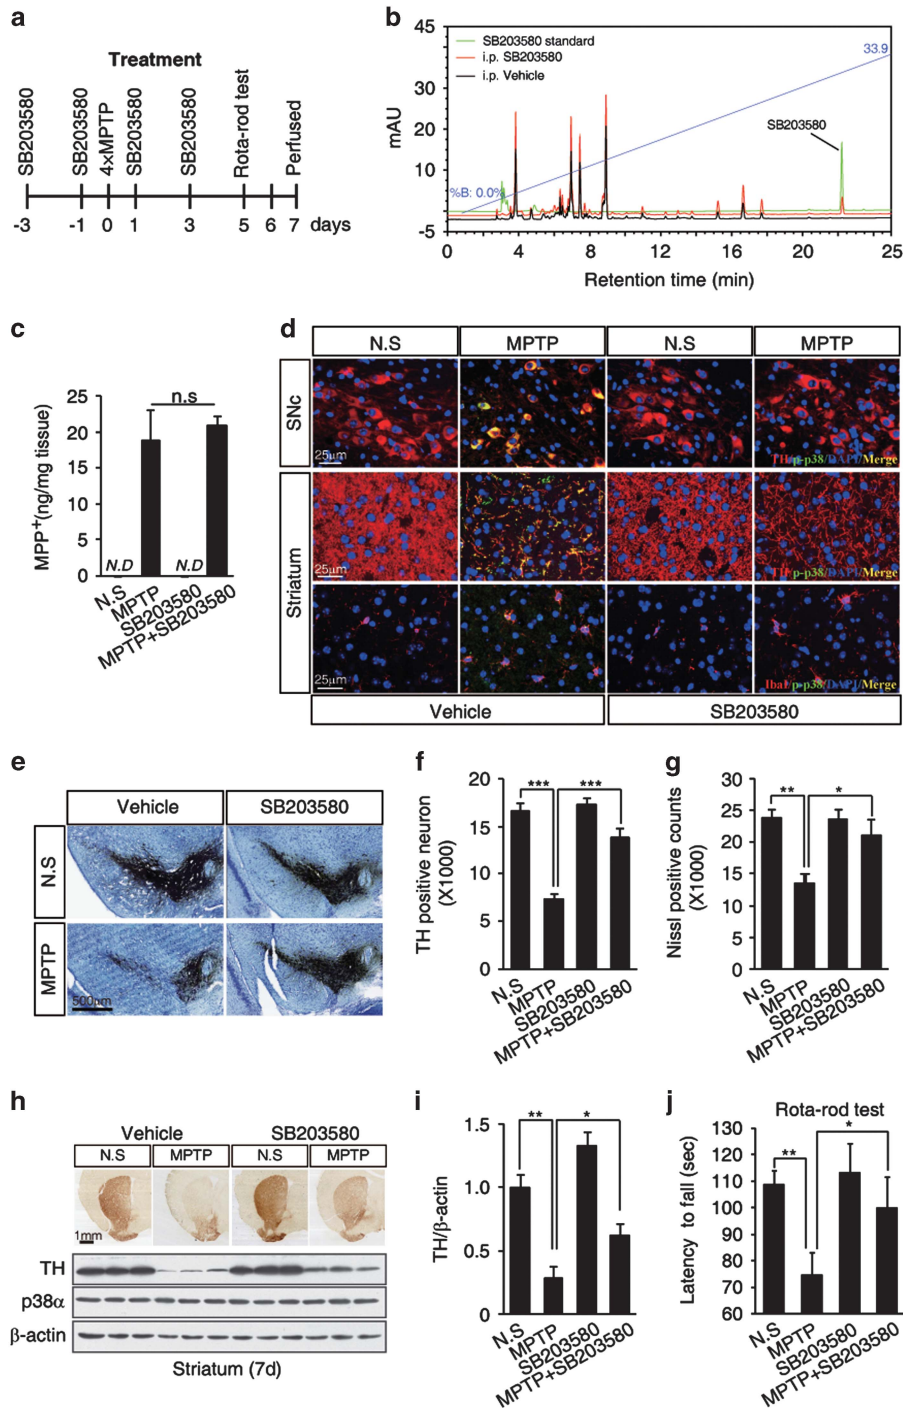 a
Treatment
SB203580
SB203580
4xMPTP
SB203580
SB203580
Rota-rod test
Perfused
-3 -1 0 1 3 5 6 7 days
b
45
30
20
10
-5
mAU
SB203580 standard
i.p. SB203580
i.p. Vehicle
33.9
SB203580
%B: 0.0%
0 4 8 12 16 20 25
Retention time (min)
c
MPP+(ng/mg tissue)
25
20
15
10
5
0
n.s
N.D
N.D
N.S
MPTP
SB203580
MPTP+SB203580
d
N.S MPTP N.S MPTP
SNc
25μm
TH/p-p38/DAPI/Merge
Striatum
25μm
TH/p-p38/DAPI/Merge
25μm
Iba1/p-p38/DAPI/Merge
Vehicle SB203580
e
Vehicle SB203580
N.S
MPTP
500μm
f
TH positive neuron
(X1000)
20
15
10
5
0
*** ***
N.S
MPTP
SB203580
MPTP+SB203580
g
Nissl positive counts
(X1000)
30
25
20
15
10
5
0
** *
N.S
MPTP
SB203580
MPTP+SB203580
h
Vehicle SB203580
N.S MPTP N.S MPTP
1mm
TH
p38α
β-actin
Striatum (7d)
i
TH/β-actin
1.5
1.0
0.5
0
** *
N.S
MPTP
SB203580
MPTP+SB203580
j
Rota-rod test
Latency to fall (sec)
130
120
110
100
90
80
70
60
** *
N.S
MPTP
SB203580
MPTP+SB203580